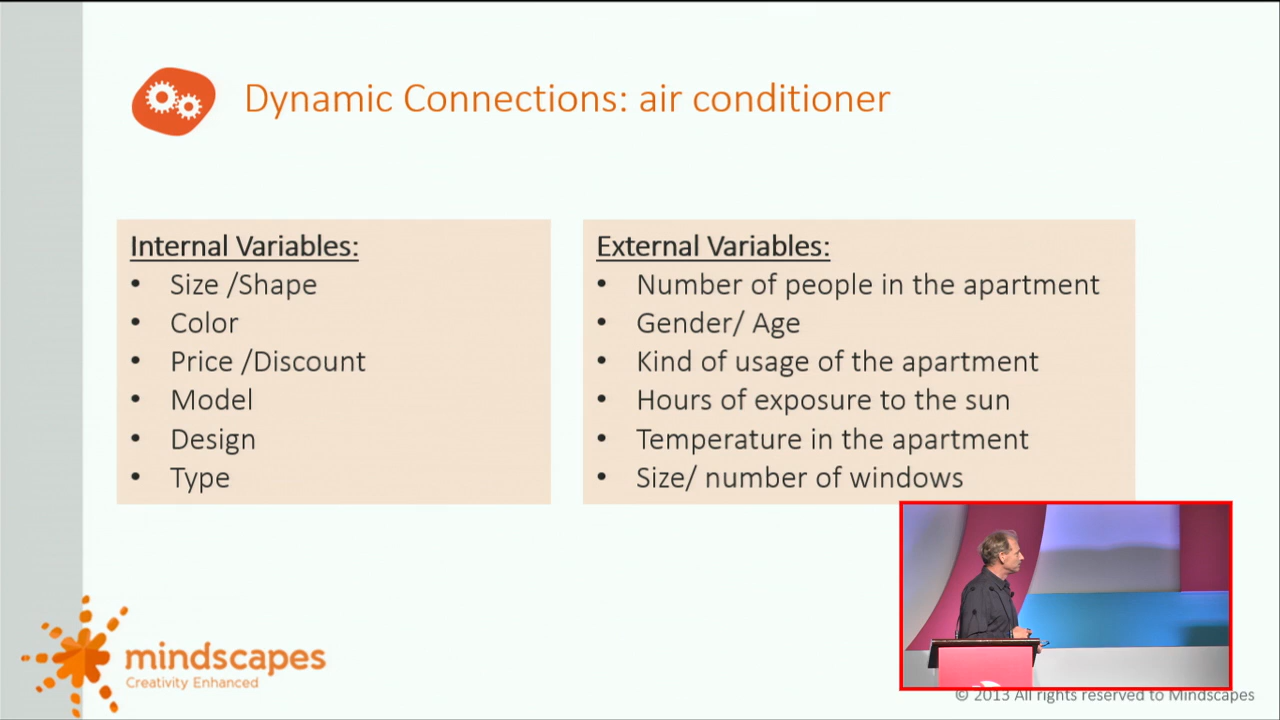 Dynamic Connections: air conditioner
Internal Variables:
• Size /Shape
• Color
• Price /Discount
• Model
• Design
• Type
External Variables:
• Number of people in the apartment
• Gender/ Age
• Kind of usage of the apartment
• Hours of exposure to the sun
• Temperature in the apartment
• Size/ number of windows
mindscapes
Creativity Enhanced
© 2013 All rights reserved to Mindscapes